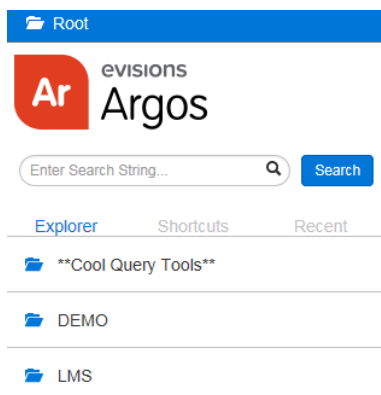 Root
Ar
evisions
Argos
Enter Search String...
Search
Explorer Shortcuts Recent
**Cool Query Tools**
DEMO
LMS